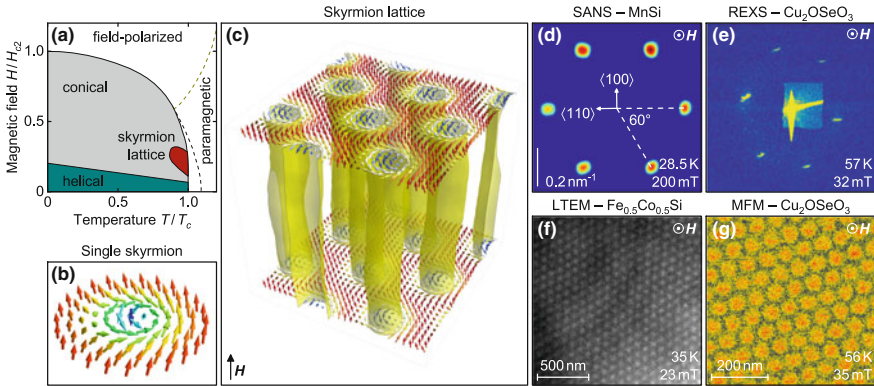 (a)
field-polarized
conical
skyrmion
lattice
helical
paramagnetic
Magnetic field H/H_c2
1.0
0.5
0
0
0.5
1.0
Temperature T/T_c
Single skyrmion
(b)
Skyrmion lattice
(c)
H
SANS – MnSi
(d)
⊙H
⟨100⟩
⟨110⟩
60°
0.2 nm⁻¹
28.5 K
200 mT
REXS – Cu₂OSeO₃
(e)
⊙H
57 K
32 mT
LTEM – Fe₀.₅Co₀.₅Si
(f)
⊙H
500 nm
35 K
23 mT
MFM – Cu₂OSeO₃
(g)
⊙H
200 nm
56 K
35 mT